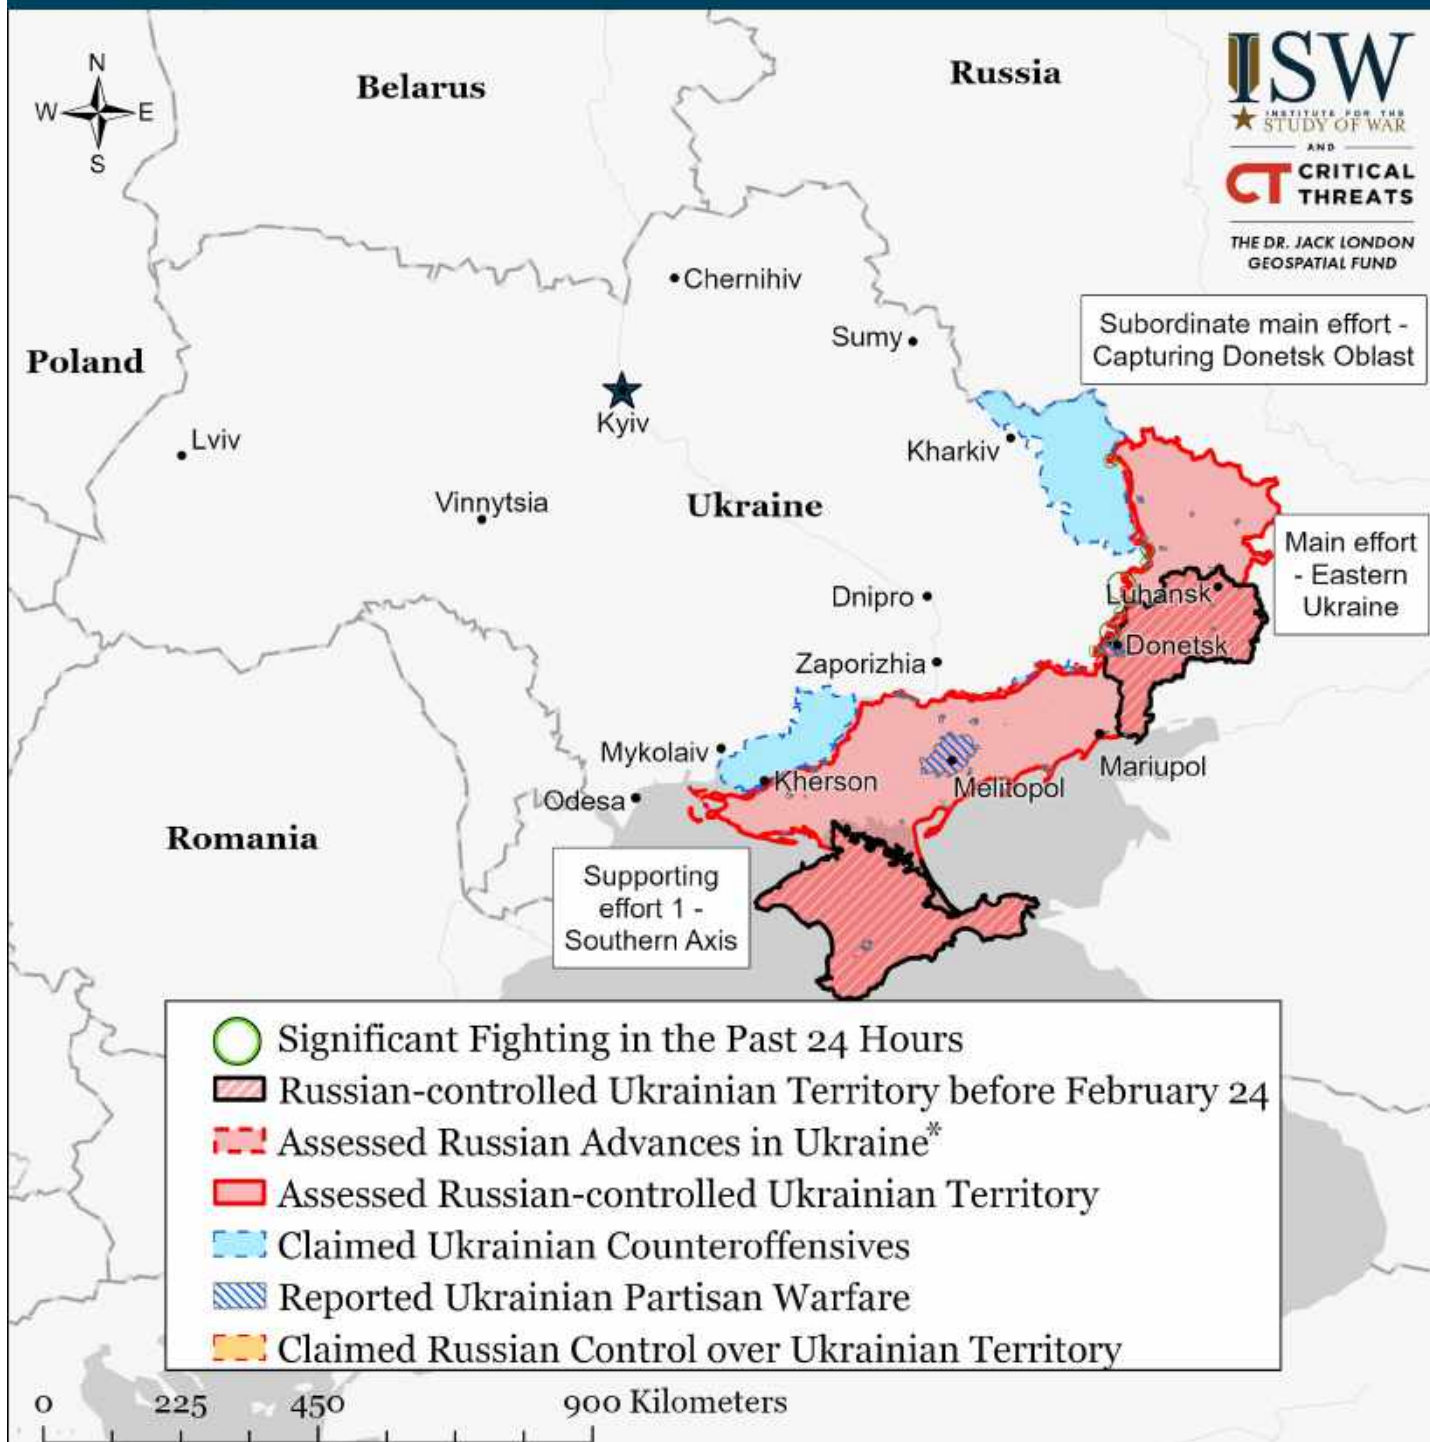 N
W E
S
Belarus
Russia
ISW
INSTITUTE FOR THE
STUDY OF WAR
AND
CT CRITICAL
THREATS
THE DR. JACK LONDON
GEOSPATIAL FUND
Chernihiv
Subordinate main effort -
Capturing Donetsk Oblast
Sumy
Poland
Kyiv
Lviv
Kharkiv
Vinnytsia
Ukraine
Main effort
- Eastern
Ukraine
Dnipro
Luhansk
Donetsk
Zaporizhia
Mykolaiv
Mariupol
Kherson
Melitopol
Odesa
Romania
Supporting
effort 1 -
Southern Axis
Significant Fighting in the Past 24 Hours
Russian-controlled Ukrainian Territory before February 24
Assessed Russian Advances in Ukraine*
Assessed Russian-controlled Ukrainian Territory
Claimed Ukrainian Counteroffensives
Reported Ukrainian Partisan Warfare
Claimed Russian Control over Ukrainian Territory
0 225 450 900 Kilometers